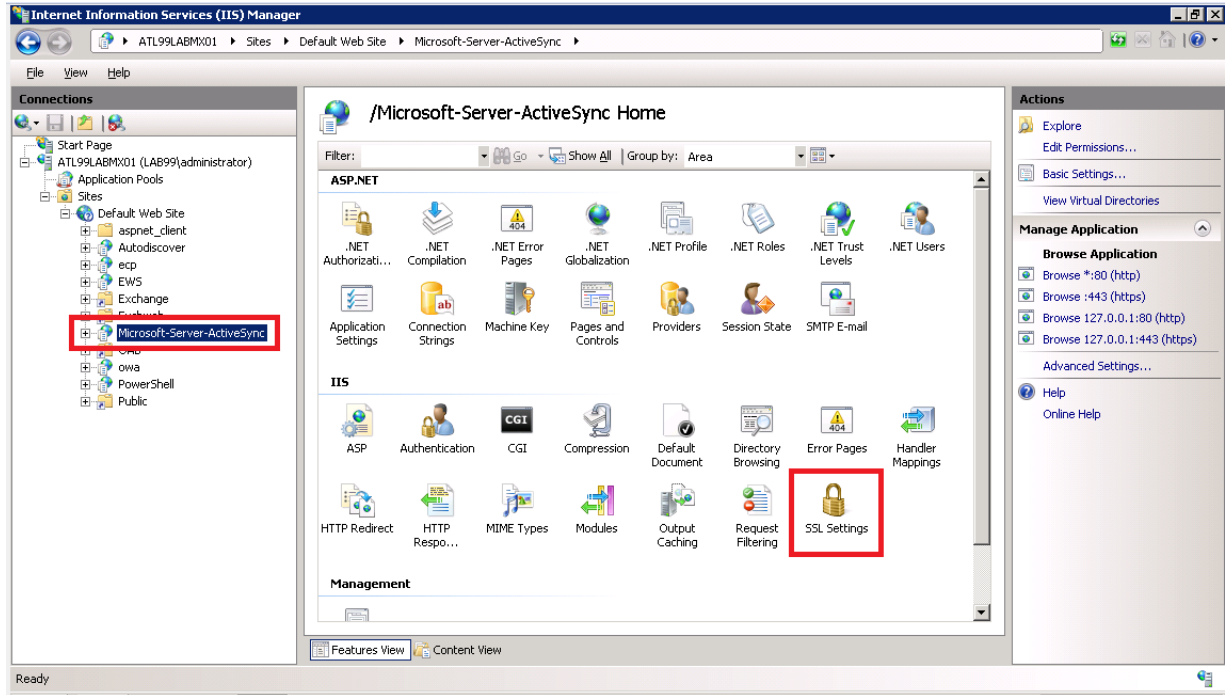 Internet Information Services (IIS) Manager
ATL99LABMX01 Sites Default Web Site Microsoft-Server-ActiveSync
File View Help
Connections
Start Page
ATL99LABMX01 (LAB99\administrator)
Application Pools
Sites
Default Web Site
aspnet_client
Autodiscover
ecp
EWS
Exchange
Exchweb
Microsoft-Server-ActiveSync
OAB
owa
PowerShell
Public
/Microsoft-Server-ActiveSync Home
Filter: Go Show All Group by: Area
ASP.NET
.NET Authorizati...
.NET Compilation
.NET Error Pages
.NET Globalization
.NET Profile
.NET Roles
.NET Trust Levels
.NET Users
Application Settings
Connection Strings
Machine Key
Pages and Controls
Providers
Session State
SMTP E-mail
IIS
ASP
Authentication
CGI
Compression
Default Document
Directory Browsing
Error Pages
Handler Mappings
HTTP Redirect
HTTP Respo...
MIME Types
Modules
Output Caching
Request Filtering
SSL Settings
Management
Features View Content View
Actions
Explore
Edit Permissions...
Basic Settings...
View Virtual Directories
Manage Application
Browse Application
Browse *:80 (http)
Browse :443 (https)
Browse 127.0.0.1:80 (http)
Browse 127.0.0.1:443 (https)
Advanced Settings...
Help
Online Help
Ready